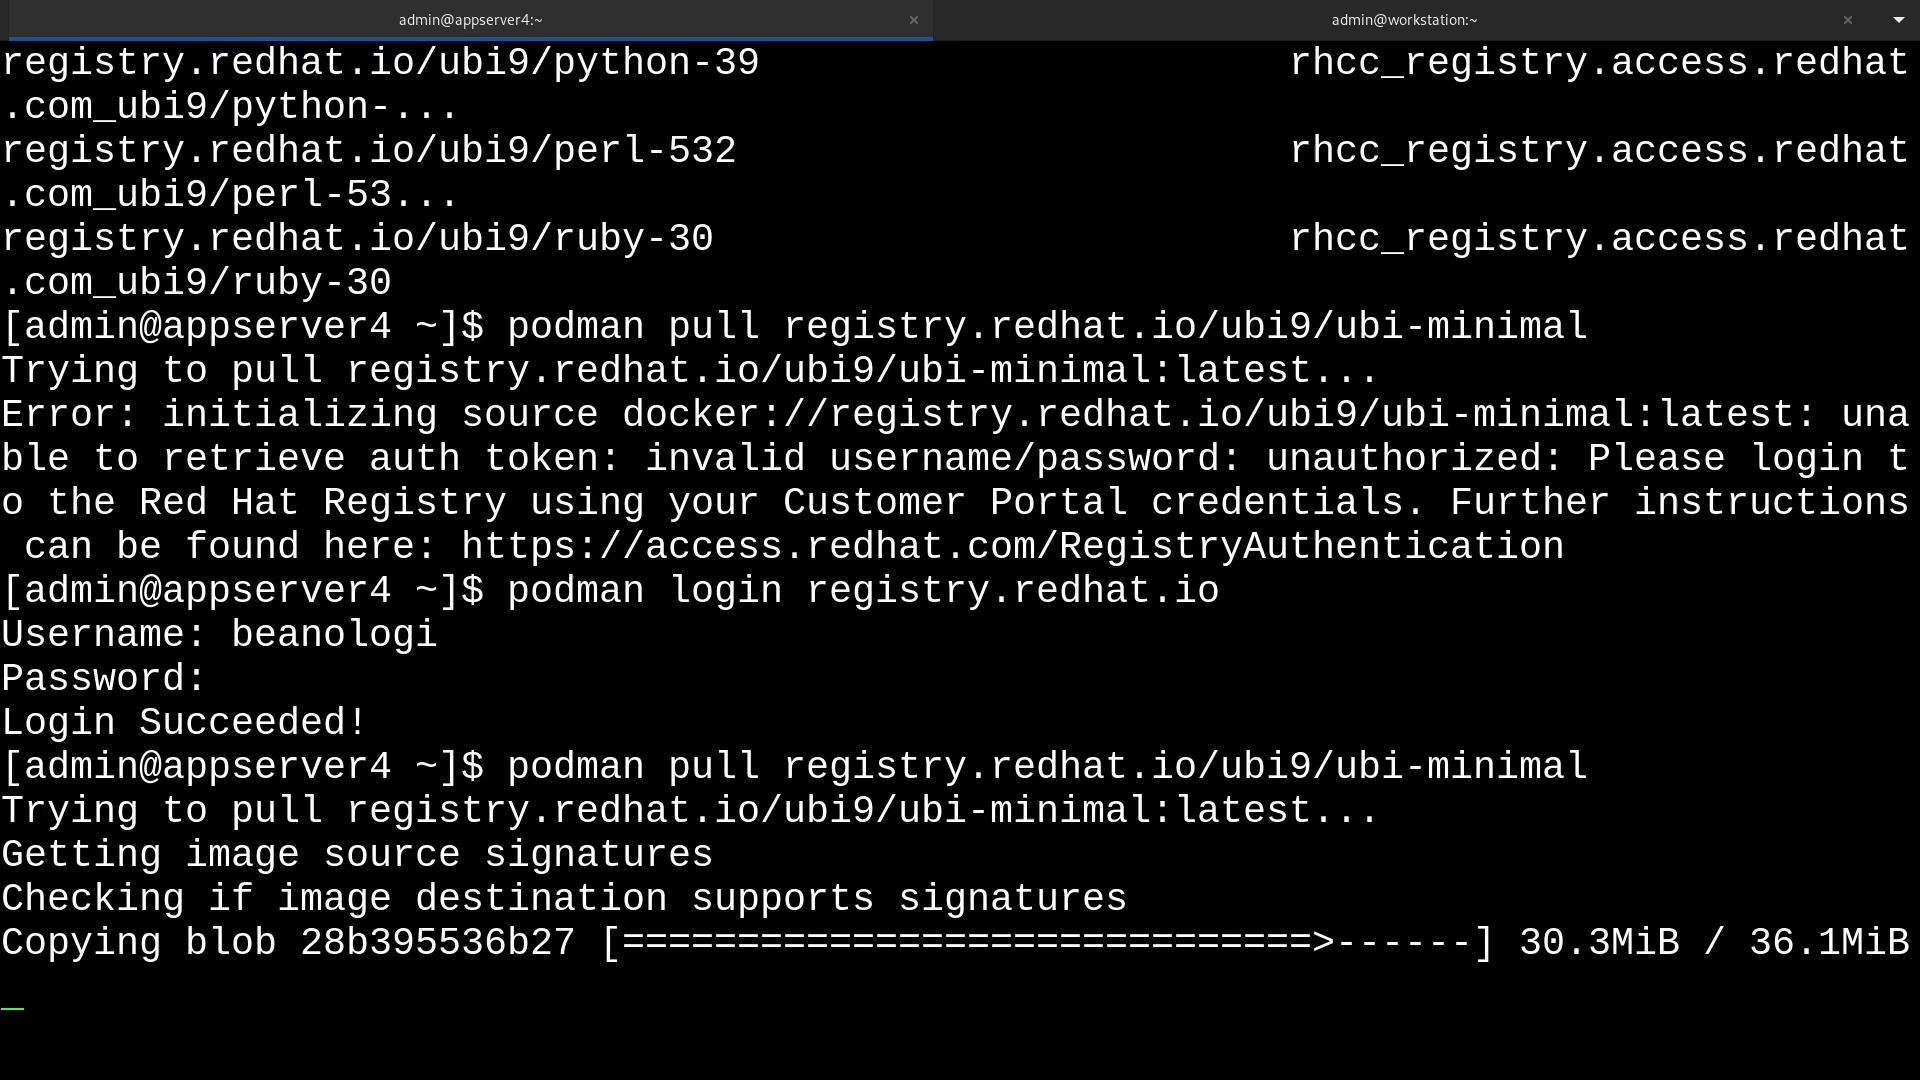 admin@appserver4:~ × admin@workstation:~ ×
registry.redhat.io/ubi9/python-39 rhcc_registry.access.redhat
.com_ubi9/python-...
registry.redhat.io/ubi9/perl-532 rhcc_registry.access.redhat
.com_ubi9/perl-53...
registry.redhat.io/ubi9/ruby-30 rhcc_registry.access.redhat
.com_ubi9/ruby-30
[admin@appserver4 ~]$ podman pull registry.redhat.io/ubi9/ubi-minimal
Trying to pull registry.redhat.io/ubi9/ubi-minimal:latest...
Error: initializing source docker://registry.redhat.io/ubi9/ubi-minimal:latest: una
ble to retrieve auth token: invalid username/password: unauthorized: Please login t
o the Red Hat Registry using your Customer Portal credentials. Further instructions
 can be found here: https://access.redhat.com/RegistryAuthentication
[admin@appserver4 ~]$ podman login registry.redhat.io
Username: beanologi
Password:
Login Succeeded!
[admin@appserver4 ~]$ podman pull registry.redhat.io/ubi9/ubi-minimal
Trying to pull registry.redhat.io/ubi9/ubi-minimal:latest...
Getting image source signatures
Checking if image destination supports signatures
Copying blob 28b395536b27 [==============================>------] 30.3MiB / 36.1MiB